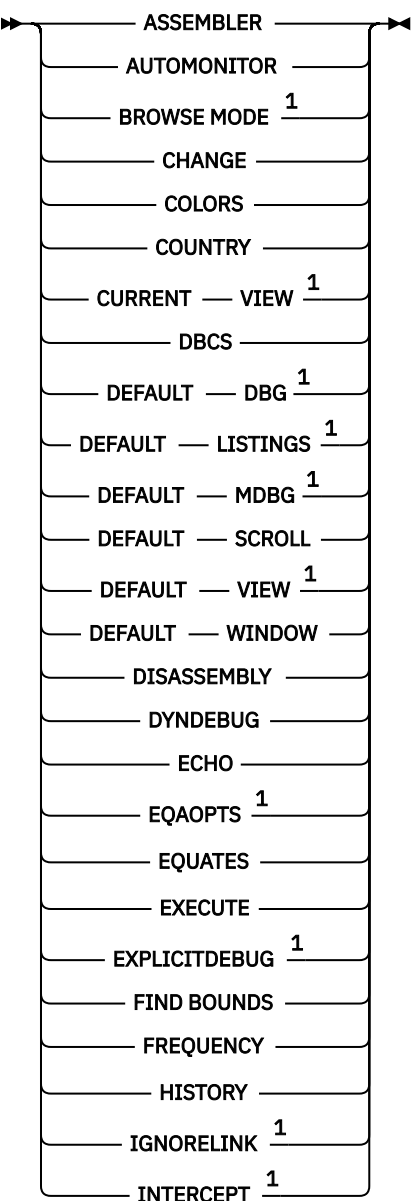 ASSEMBLER
AUTOMONITOR
BROWSE MODE 1
CHANGE
COLORS
COUNTRY
CURRENT VIEW 1
DBCS
DEFAULT DBG 1
DEFAULT LISTINGS 1
DEFAULT MDBG 1
DEFAULT SCROLL
DEFAULT VIEW 1
DEFAULT WINDOW
DISASSEMBLY
DYNDEBUG
ECHO
EQAOPTS 1
EQUATES
EXECUTE
EXPLICITDEBUG 1
FIND BOUNDS
FREQUENCY
HISTORY
IGNORELINK 1
INTERCEPT 1